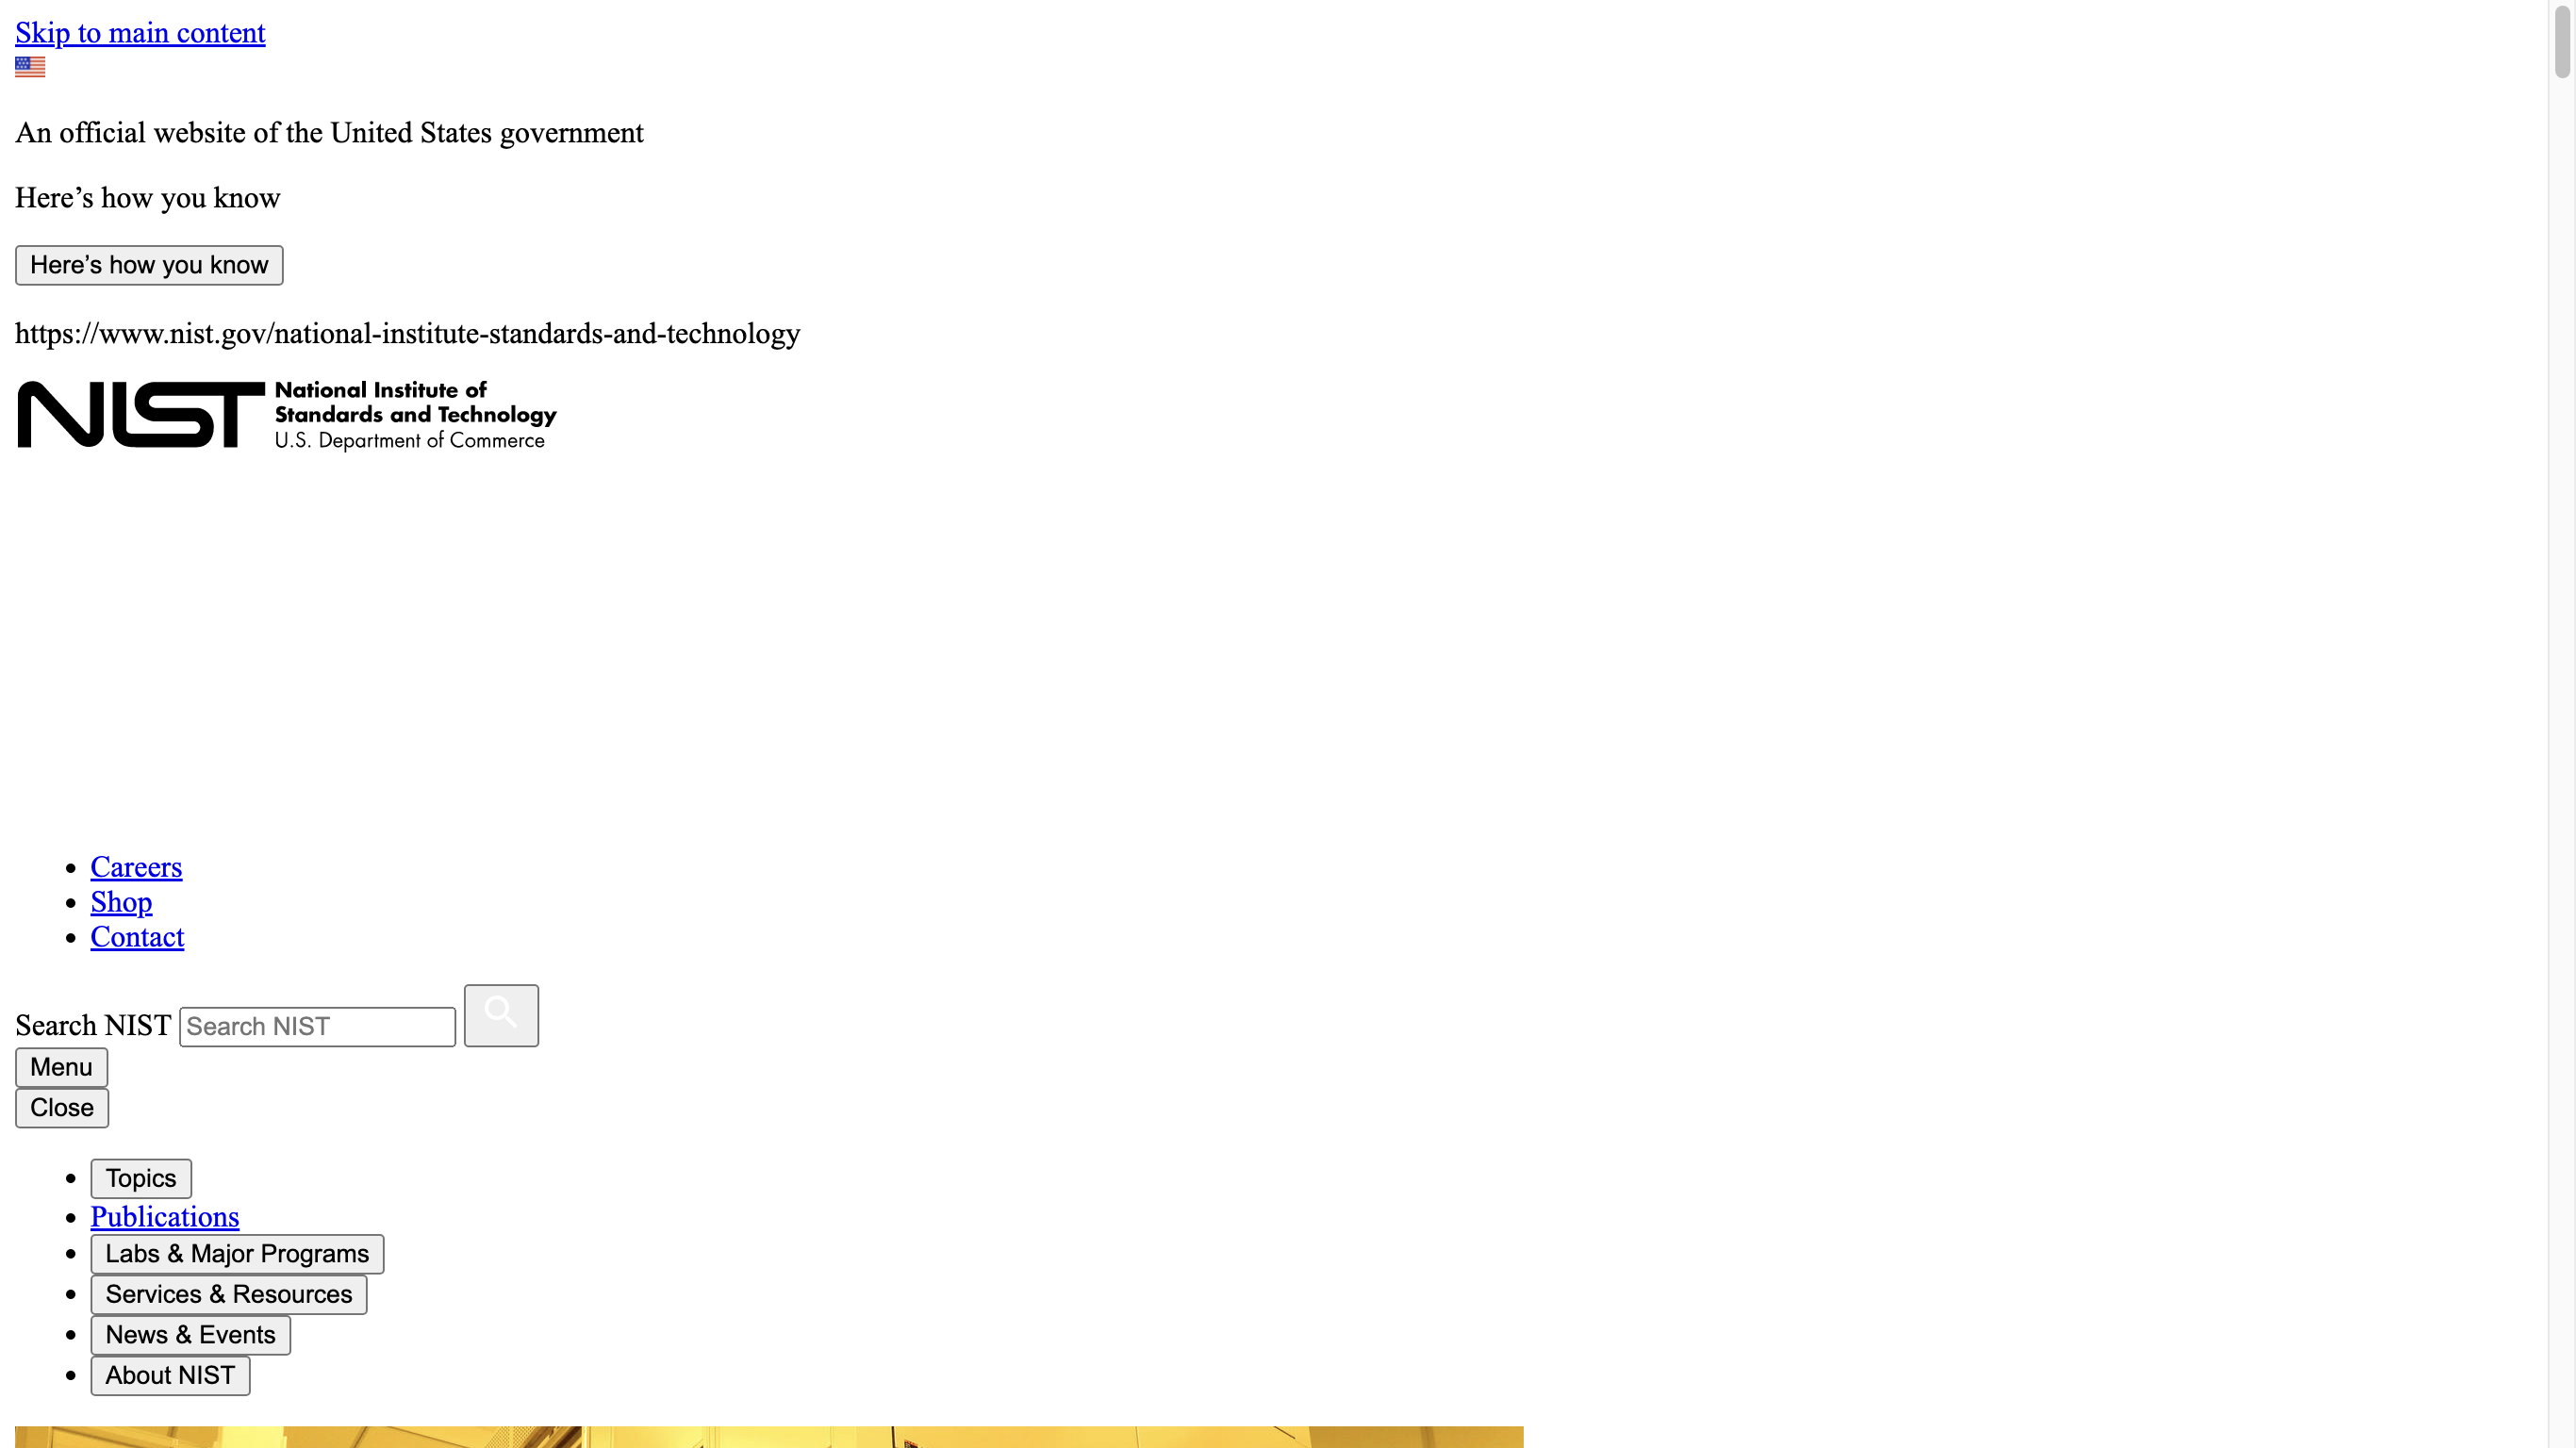 Skip to main content
An official website of the United States government
Here’s how you know
Here’s how you know
https://www.nist.gov/national-institute-standards-and-technology
NIST National Institute of
Standards and Technology
U.S. Department of Commerce
Careers
Shop
Contact
Search NIST Search NIST
Menu
Close
Topics
Publications
Labs & Major Programs
Services & Resources
News & Events
About NIST